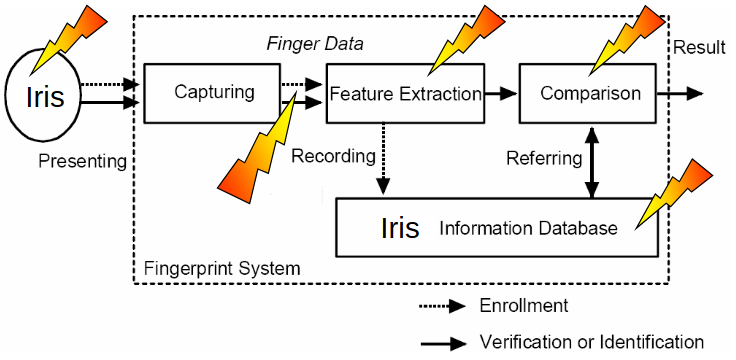 Finger Data
Result
Iris
Capturing
Feature Extraction
Comparison
Presenting
Recording
Referring
Iris Information Database
Fingerprint System
Enrollment
Verification or Identification